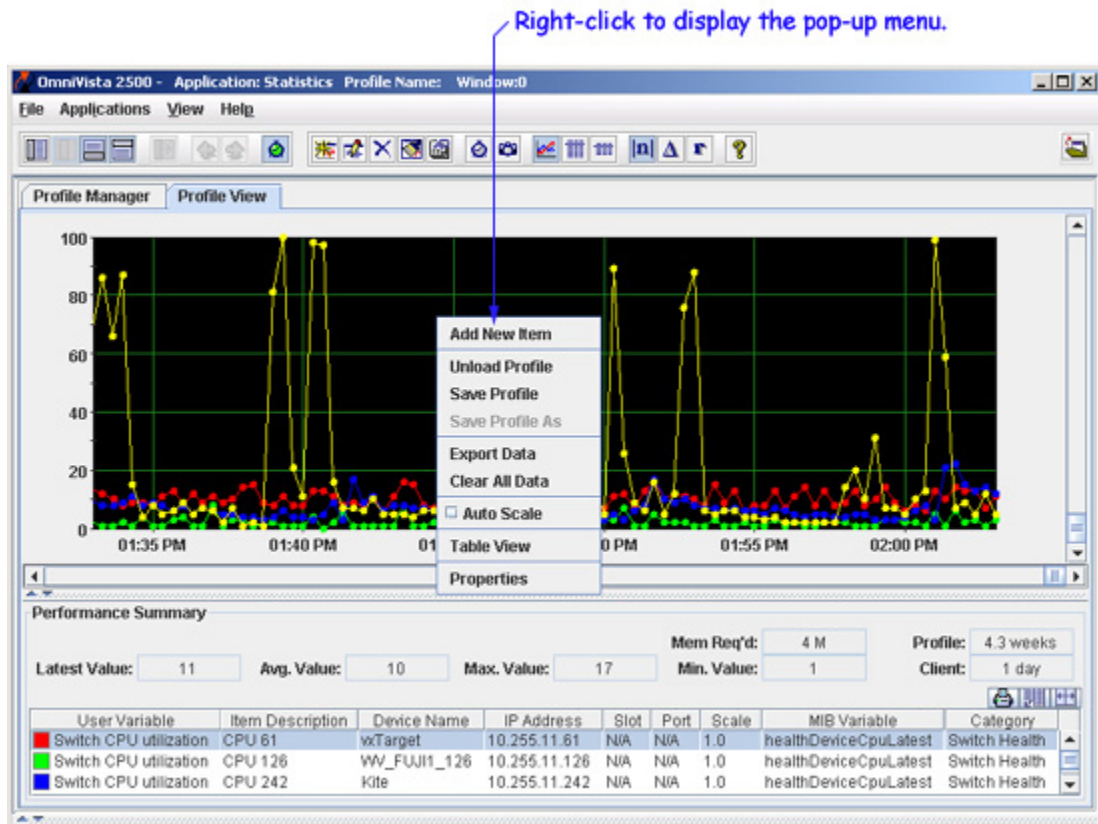 Right-click to display the pop-up menu.
OmniVista 2500 - Application: Statistics Profile Name: Window:0
File Applications View Help
Profile Manager Profile View
100
80
60
40
20
0
01:35 PM 01:40 PM 01 0 PM 01:55 PM 02:00 PM
Add New Item
Unload Profile
Save Profile
Save Profile As
Export Data
Clear All Data
Auto Scale
Table View
Properties
Performance Summary
Mem Req'd: 4 M Profile: 4.3 weeks
Latest Value: 11 Avg. Value: 10 Max. Value: 17 Min. Value: 1 Client: 1 day
User Variable Item Description Device Name IP Address Slot Port Scale MIB Variable Category
Switch CPU utilization CPU 61 vxTarget 10.255.11.61 N/A N/A 1.0 healthDeviceCpuLatest Switch Health
Switch CPU utilization CPU 126 WV_FUJI1_126 10.255.11.126 N/A N/A 1.0 healthDeviceCpuLatest Switch Health
Switch CPU utilization CPU 242 Kite 10.255.11.242 N/A N/A 1.0 healthDeviceCpuLatest Switch Health